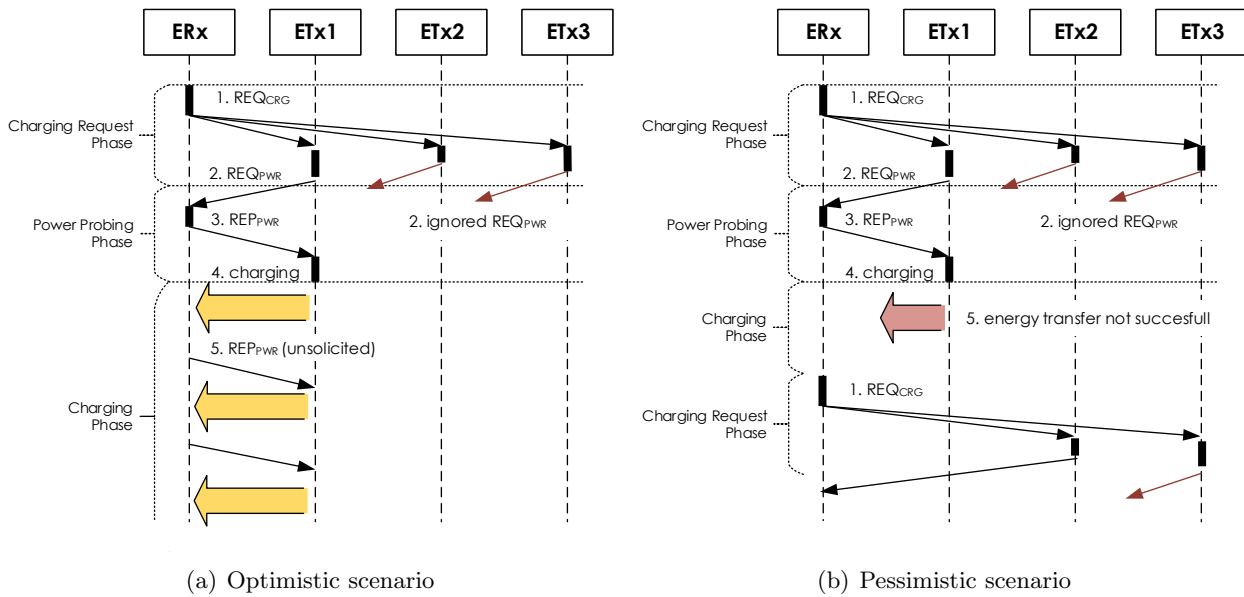 ERx ETx1 ETx2 ETx3
1. REQCRG
Charging Request
Phase
2. REQPWR
2. ignored REQPWR
Power Probing
Phase
3. REPPWR
4. charging
5. REPPWR (unsolicited)
Charging
Phase
(a) Optimistic scenario
ERx ETx1 ETx2 ETx3
1. REQCRG
Charging Request
Phase
2. REQPWR
2. ignored REQPWR
Power Probing
Phase
3. REPPWR
4. charging
Charging
Phase
5. energy transfer not succesfull
1. REQCRG
Charging Request
Phase
(b) Pessimistic scenario